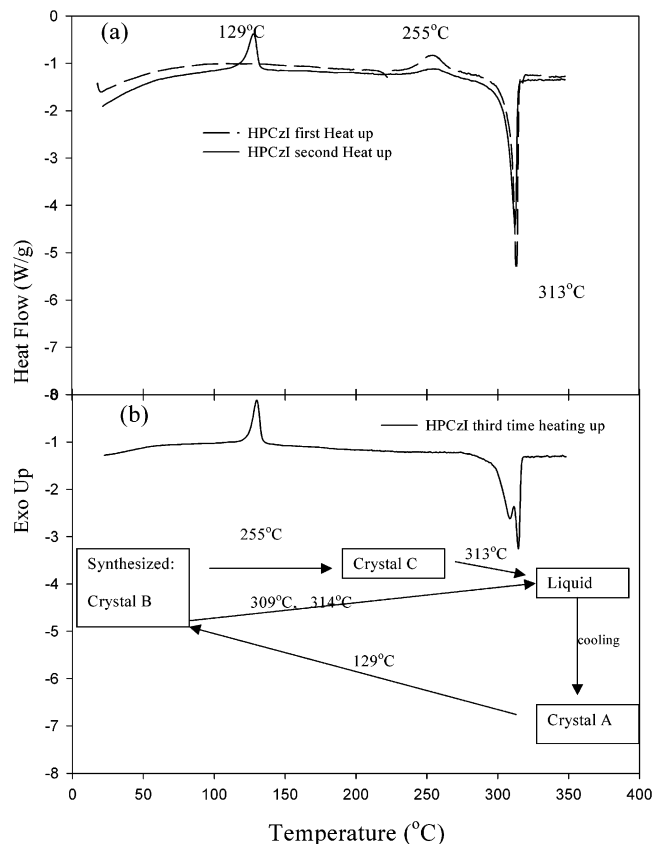 0
(a)
129°C
255°C
-1
-2
HPCzI first Heat up
HPCzI second Heat up
-3
-4
-5
313°C
-6
-7
-8
Heat Flow (W/g)
0
(b)
HPCzI third time heating up
-1
-2
-3
255°C
313°C
Synthesized:
Crystal B
Crystal C
Liquid
-4
309°C, 314°C
-5
cooling
129°C
-6
Crystal A
-7
-8
Exo Up
0 50 100 150 200 250 300 350 400
Temperature (°C)